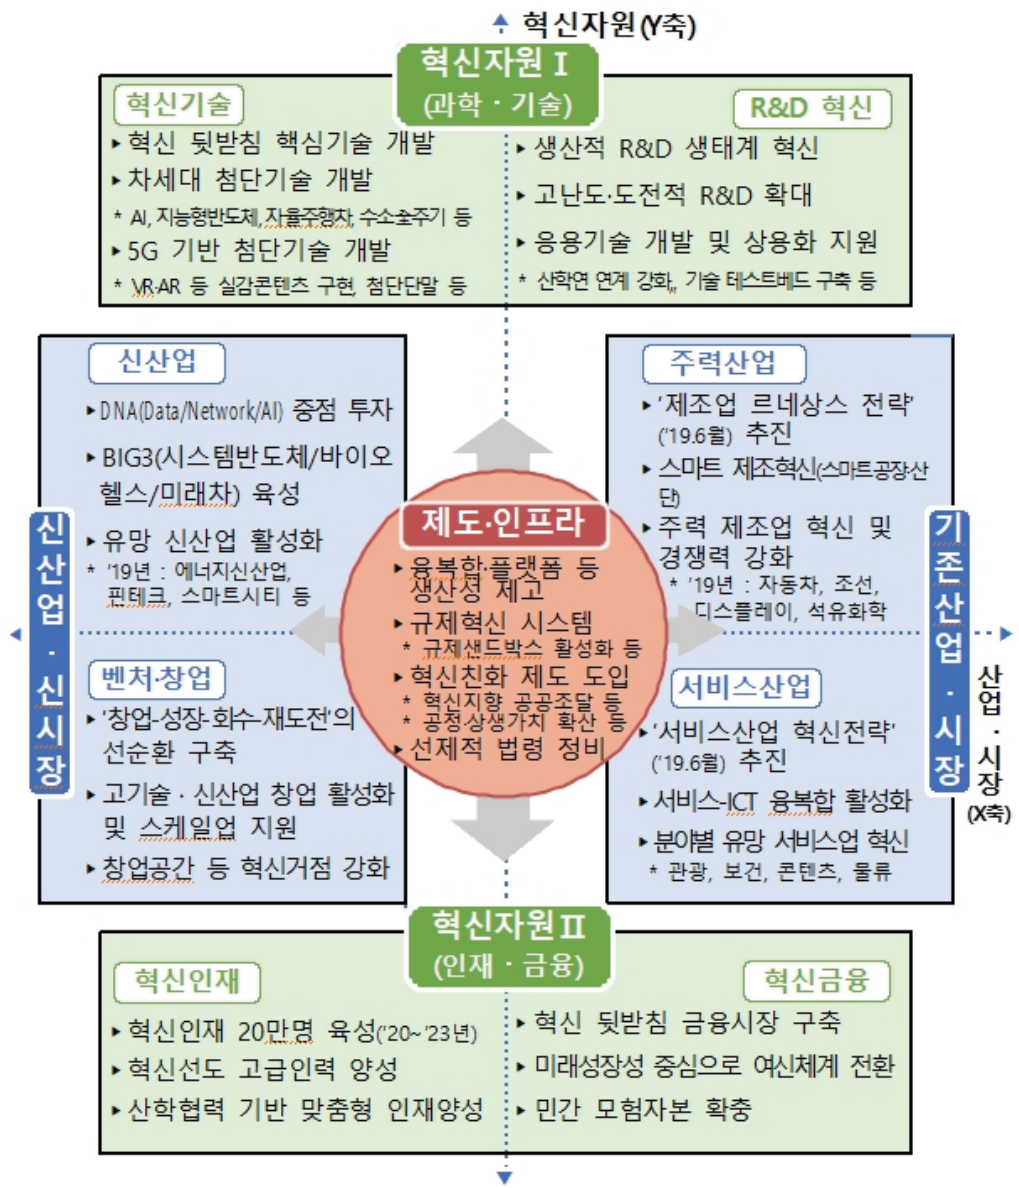 혁신자원(Y축)
혁신자원 Ⅰ
(과학 · 기술)
혁신기술
▸혁신 뒷받침 핵심기술 개발
▸차세대 첨단기술 개발
* AI, 지능형반도체, 자율주행차, 수소全주기 등
▸5G 기반 첨단기술 개발
* VR·AR 등 실감콘텐츠 구현, 첨단단말 등
R&D 혁신
▸생산적 R&D 생태계 혁신
▸고난도·도전적 R&D 확대
▸응용기술 개발 및 상용화 지원
* 산학연 연계 강화,, 기술 테스트베드 구축 등
신산업 · 신시장
신산업
▸DNA(Data/Network/AI) 중점 투자
▸BIG3(시스템반도체/바이오
헬스/미래차) 육성
▸유망 신산업 활성화
* '19년 : 에너지신산업,
핀테크, 스마트시티 등
벤처·창업
▸'창업-성장-회수-재도전'의
선순환 구축
▸고기술 · 신산업 창업 활성화
및 스케일업 지원
▸창업공간 등 혁신거점 강화
제도·인프라
▸융복합·플랫폼 등
생산성 제고
▸규제혁신 시스템
* 규제샌드박스 활성화 등
▸혁신친화 제도 도입
* 혁신지향 공공조달 등
* 공정·상생가치 확산 등
▸선제적 법령 정비
주력산업
▸'제조업 르네상스 전략'
('19.6월) 추진
▸스마트 제조혁신(스마트공장·산
단)
▸주력 제조업 혁신 및
경쟁력 강화
* '19년 : 자동차, 조선,
디스플레이, 석유화학
서비스산업
▸'서비스산업 혁신전략'
('19.6월) 추진
▸서비스-ICT 융복합 활성화
▸분야별 유망 서비스업 혁신
* 관광, 보건, 콘텐츠, 물류
기존산업 · 시장
산업 · 시장
(X축)
혁신자원Ⅱ
(인재 · 금융)
혁신인재
▸혁신인재 20만명 육성('20~'23년)
▸혁신선도 고급인력 양성
▸산학협력 기반 맞춤형 인재양성
혁신금융
▸혁신 뒷받침 금융시장 구축
▸미래성장성 중심으로 여신체계 전환
▸민간 모험자본 확충